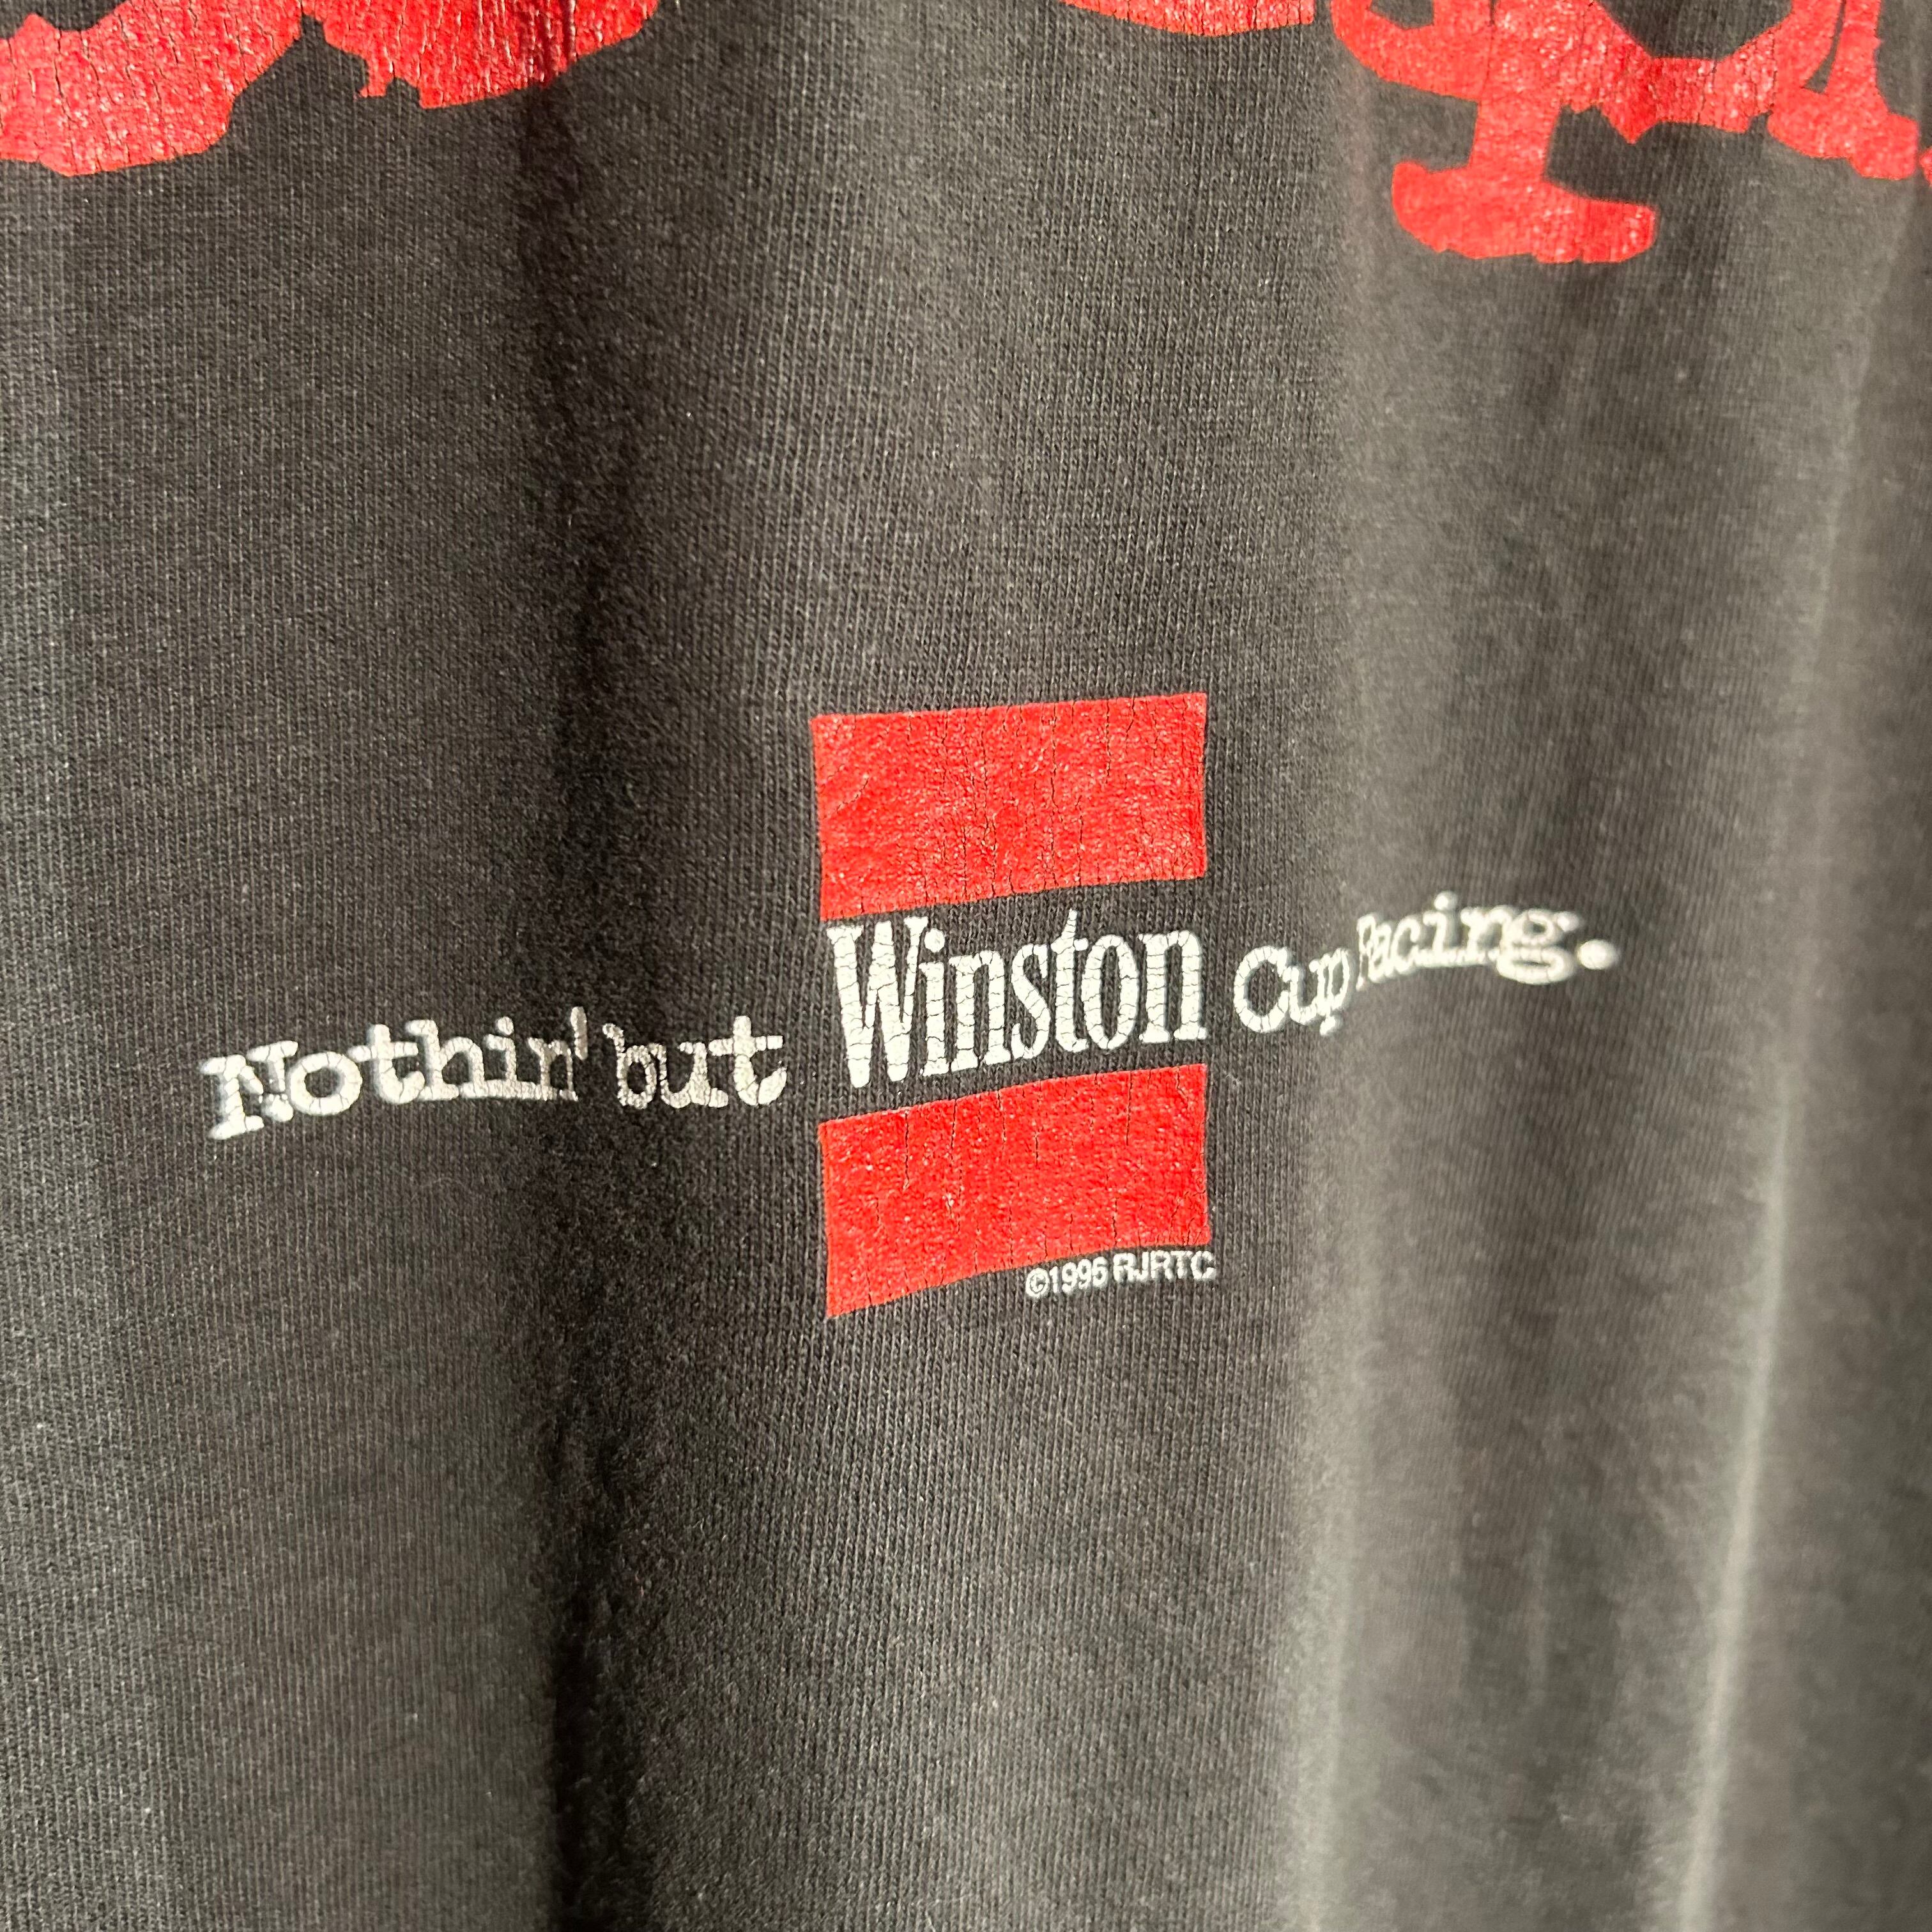 Nothin' but Winston Cup Racing.
©1996 RJRTC